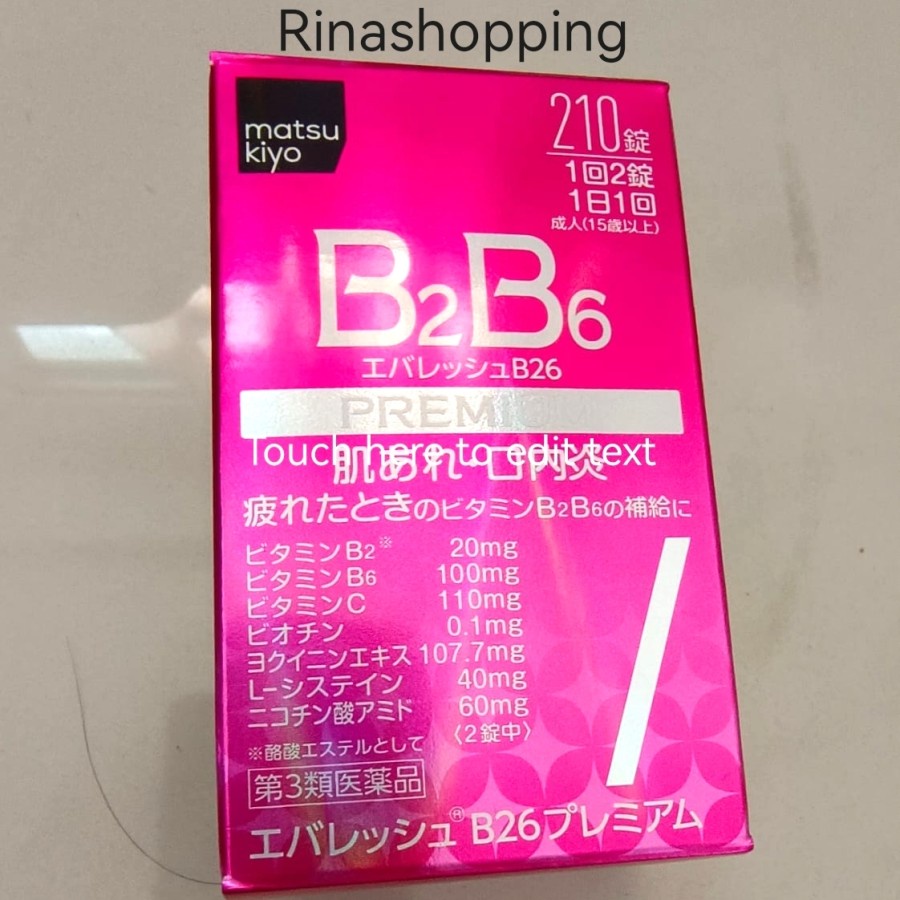 Rinashopping
matsu
kiyo
210錠
1回2錠
1日1回
成人(15歳以上)
B2B6
エバレッシュB26
PREMIUM
Touch here to edit text
肌あれ・口内炎
疲れたときのビタミンB2B6の補給に
ビタミンB2※ 20mg
ビタミンB6 100mg
ビタミンC 110mg
ビオチン 0.1mg
ヨクイニンエキス 107.7mg
L-システイン 40mg
ニコチン酸アミド 60mg
〈2錠中〉
※酪酸エステルとして
第3類医薬品
エバレッシュ® B26プレミアム